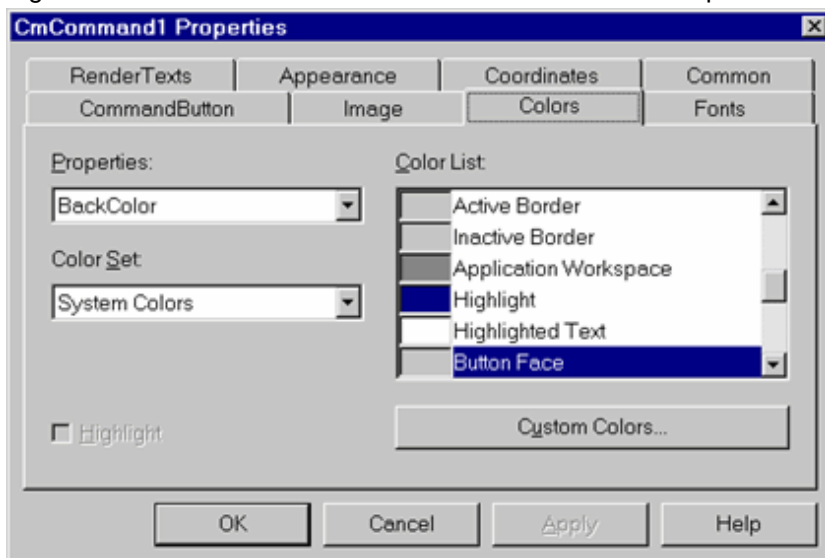 CmCommand1 Properties
RenderTexts Appearance Coordinates Common
CommandButton Image Colors Fonts
Properties: Color List:
BackColor
Active Border
Inactive Border
Color Set:
Application Workspace
System Colors
Highlight
Highlighted Text
Button Face
Highlight
Custom Colors...
OK Cancel Apply Help